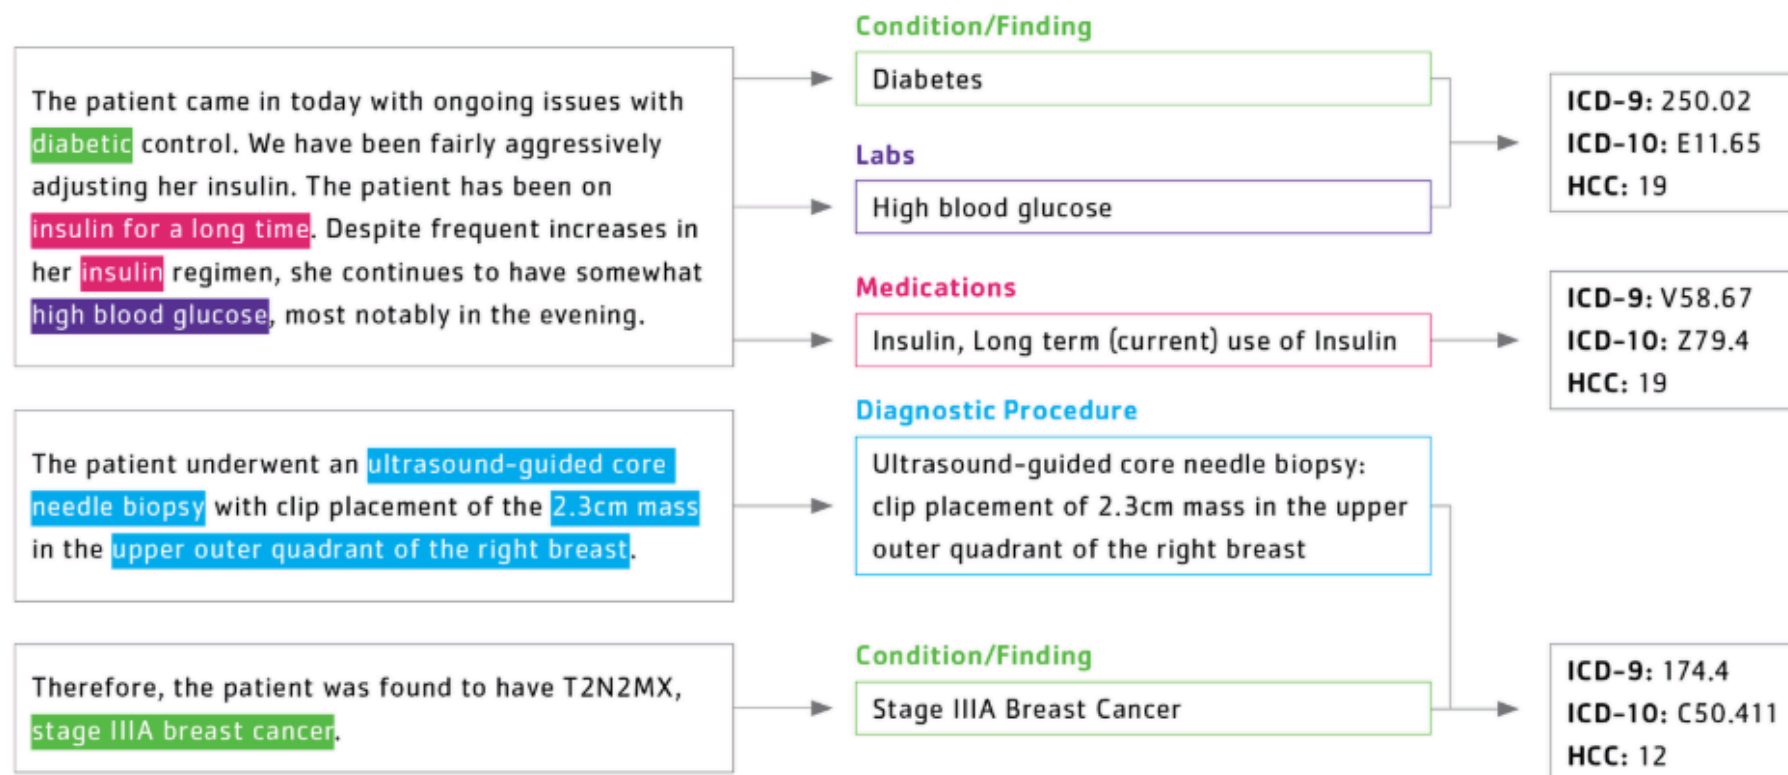 The patient came in today with ongoing issues with
diabetic control. We have been fairly aggressively
adjusting her insulin. The patient has been on
insulin for a long time. Despite frequent increases in
her insulin regimen, she continues to have somewhat
high blood glucose, most notably in the evening.
Condition/Finding
Diabetes
Labs
High blood glucose
Medications
Insulin, Long term (current) use of Insulin
ICD-9: 250.02
ICD-10: E11.65
HCC: 19
ICD-9: V58.67
ICD-10: Z79.4
HCC: 19
The patient underwent an ultrasound-guided core
needle biopsy with clip placement of the 2.3cm mass
in the upper outer quadrant of the right breast.
Diagnostic Procedure
Ultrasound-guided core needle biopsy:
clip placement of 2.3cm mass in the upper
outer quadrant of the right breast
Therefore, the patient was found to have T2N2MX,
stage IIIA breast cancer.
Condition/Finding
Stage IIIA Breast Cancer
ICD-9: 174.4
ICD-10: C50.411
HCC: 12